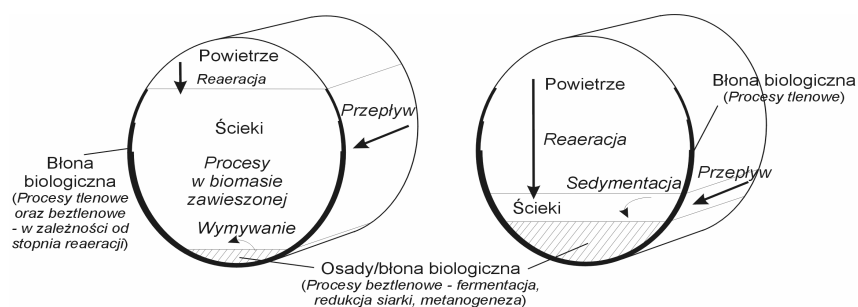 Powietrze
Reaeracja
Przepływ
Ścieki
Błona
biologiczna
(Procesy tlenowe
oraz beztlenowe
- w zależności od
stopnia reaeracji)
Procesy
w biomasie
zawieszonej
Wymywanie
Powietrze
Błona biologiczna
(Procesy tlenowe)
Reaeracja
Przepływ
Sedymentacja
Ścieki
Osady/błona biologiczna
(Procesy beztlenowe - fermentacja,
redukcja siarki, metanogeneza)